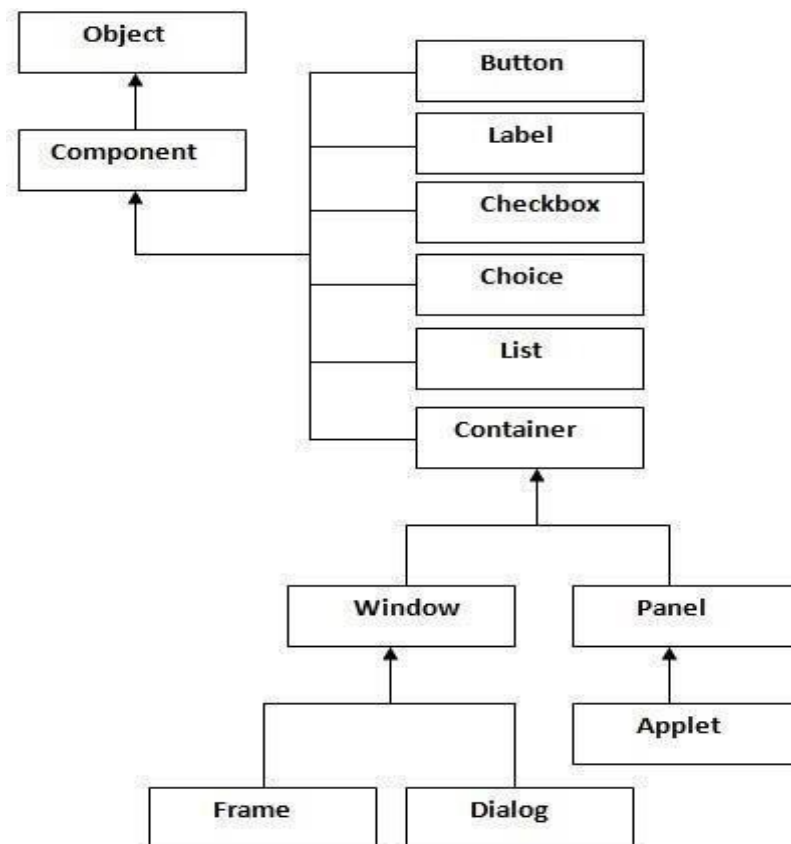 Object
Component
Button
Label
Checkbox
Choice
List
Container
Window
Panel
Applet
Frame
Dialog